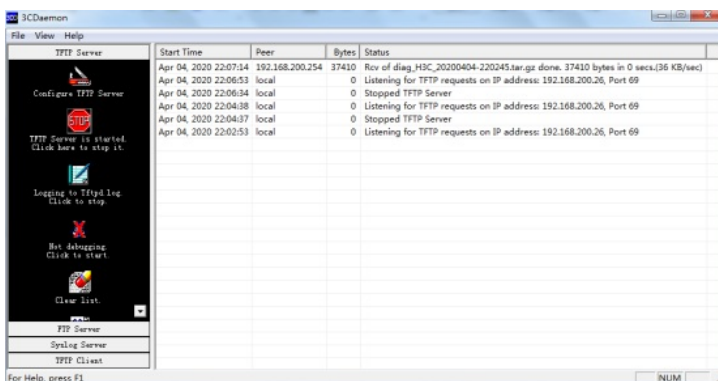 3CDaemon
File View Help
TFTP Server
Configure TFTP Server
STOP
TFTP Server is started.
Click here to stop it.
Logging to Tftpd log.
Click to stop.
Not debugging.
Click to start.
Clear list.
FTP Server
Syslog Server
TFTP Client
Start Time Peer Bytes Status
Apr 04, 2020 22:07:14 192.168.200.254 37410 Rcv of diag_H3C_20200404-220245.tar.gz done. 37410 bytes in 0 secs.(36 KB/sec)
Apr 04, 2020 22:06:53 local 0 Listening for TFTP requests on IP address: 192.168.200.26, Port 69
Apr 04, 2020 22:06:34 local 0 Stopped TFTP Server
Apr 04, 2020 22:04:38 local 0 Listening for TFTP requests on IP address: 192.168.200.26, Port 69
Apr 04, 2020 22:04:37 local 0 Stopped TFTP Server
Apr 04, 2020 22:02:53 local 0 Listening for TFTP requests on IP address: 192.168.200.26, Port 69
For Help, press F1
NUM